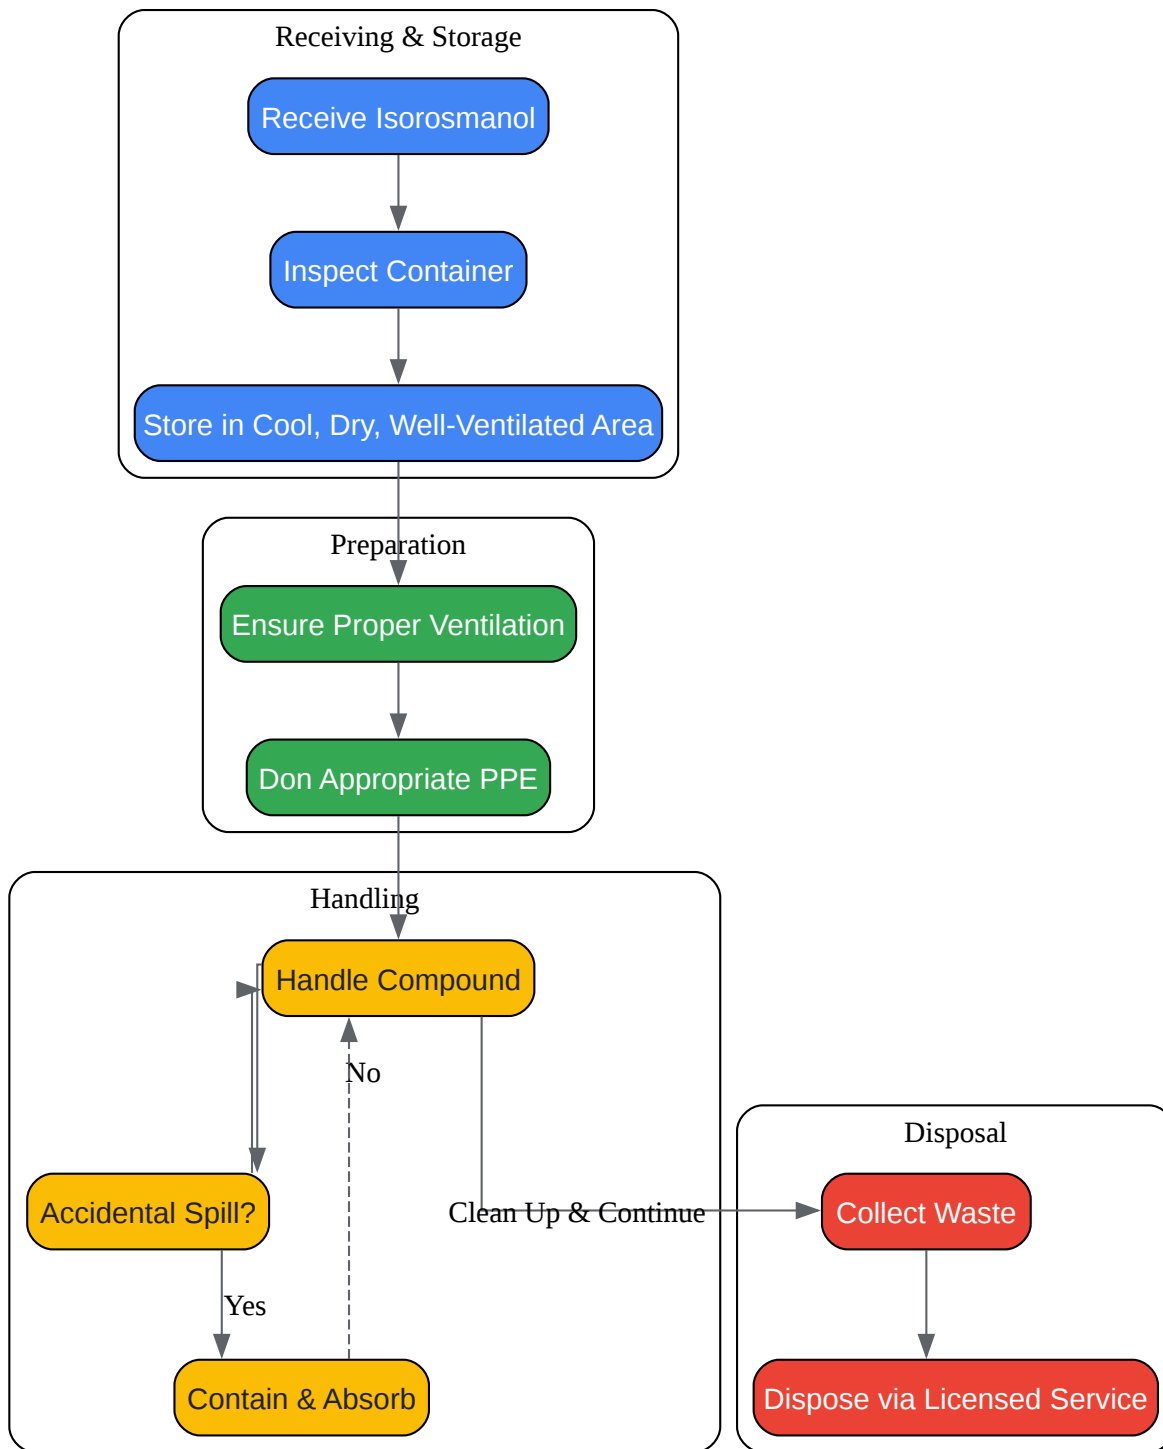 Receiving & Storage
Receive Isorosmanol
Inspect Container
Store in Cool, Dry, Well-Ventilated Area
Preparation
Ensure Proper Ventilation
Don Appropriate PPE
Handling
Handle Compound
No
Disposal
Accidental Spill?
Clean Up & Continue
Collect Waste
Yes
Contain & Absorb
Dispose via Licensed Service